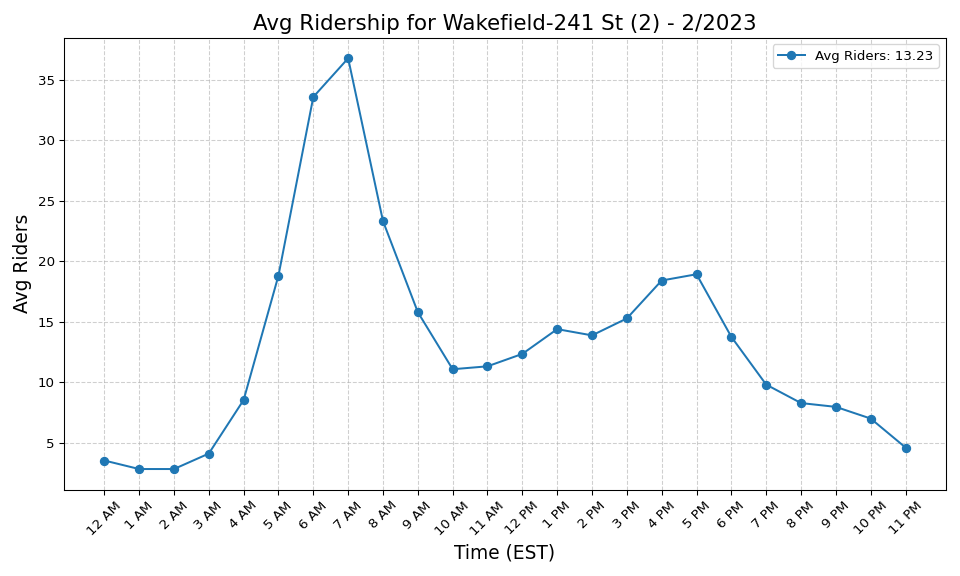 Avg Ridership for Wakefield-241 St (2) - 2/2023
Avg Riders: 13.23
Avg Riders
35
30
25
20
15
10
5
12 AM
1 AM
2 AM
3 AM
4 AM
5 AM
6 AM
7 AM
8 AM
9 AM
10 AM
11 AM
12 PM
1 PM
2 PM
3 PM
4 PM
5 PM
6 PM
7 PM
8 PM
9 PM
10 PM
11 PM
Time (EST)